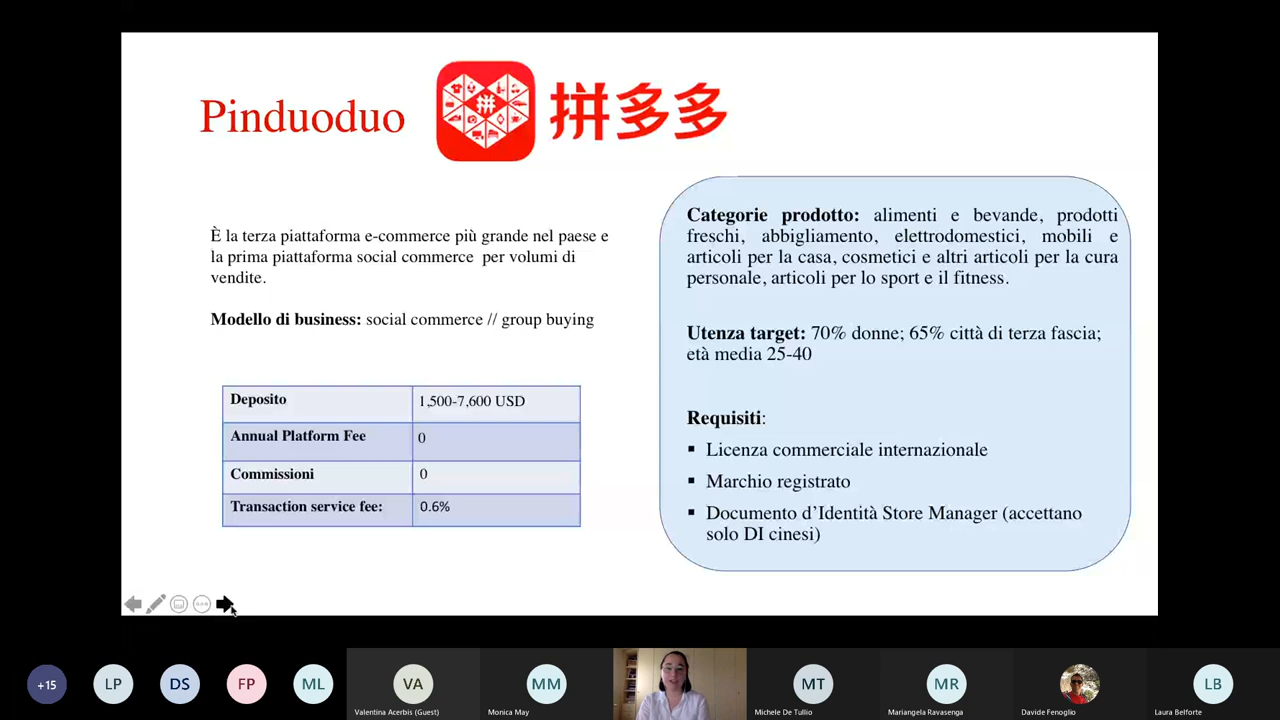 Pinduoduo
拼
拼多多
È la terza piattaforma e-commerce più grande nel paese e
la prima piattaforma social commerce per volumi di
vendite.
Modello di business: social commerce // group buying
Deposito 1,500-7,600 USD
Annual Platform Fee 0
Commissioni 0
Transaction service fee: 0.6%
Categorie prodotto: alimenti e bevande, prodotti
freschi, abbigliamento, elettrodomestici, mobili e
articoli per la casa, cosmetici e altri articoli per la cura
personale, articoli per lo sport e il fitness.
Utenza target: 70% donne; 65% città di terza fascia;
età media 25-40
Requisiti:
▪ Licenza commerciale internazionale
▪ Marchio registrato
▪ Documento d’Identità Store Manager (accettano
solo DI cinesi)
+15 LP DS FP ML VA MM MT MR LB
Valentina Acerbis (Guest) Monica May Michele De Tullio Mariangela Ravasenga Davide Fenoglio Laura Belforte